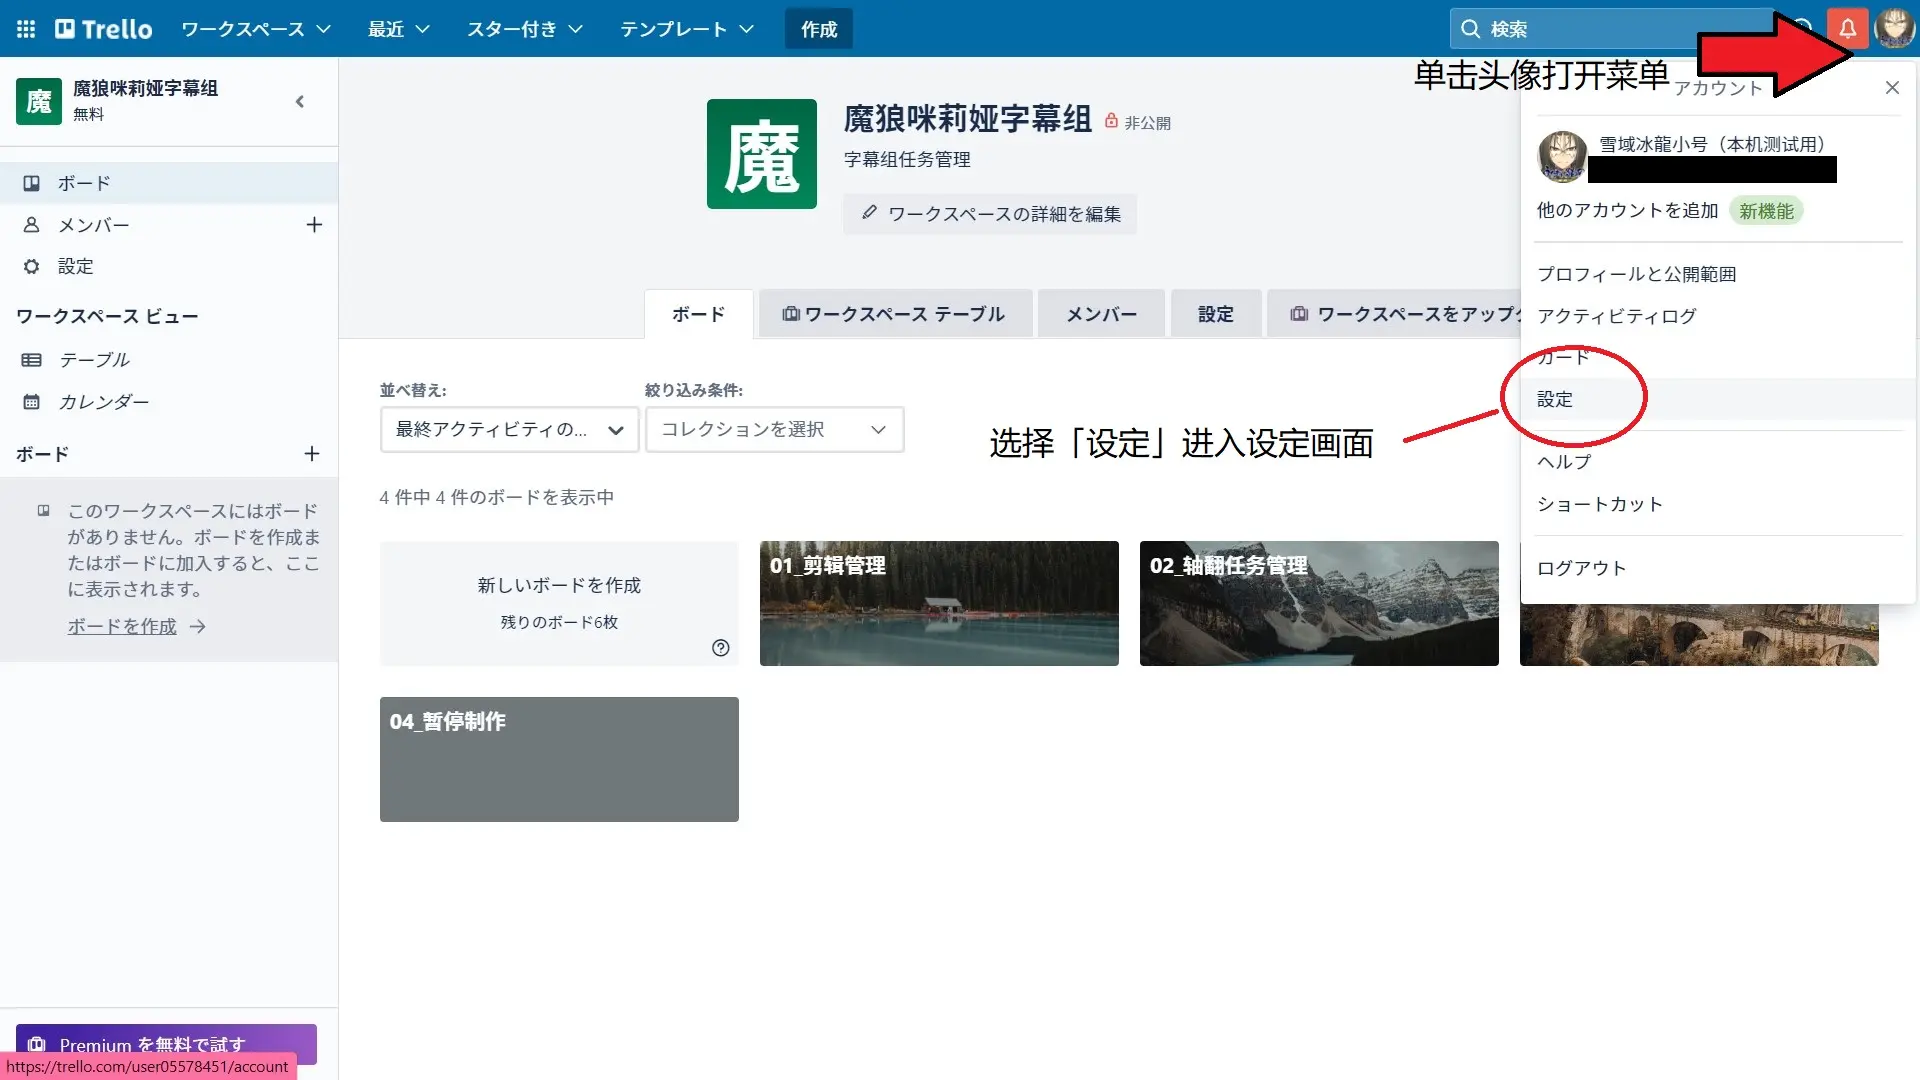 Trello
ワークスペース
最近
スター付き
テンプレート
作成
検索
单击头像打开菜单
魔
魔狼咪莉娅字幕组
無料
ボード
メンバー
設定
ワークスペース ビュー
テーブル
カレンダー
ボード
このワークスペースにはボード
がありません。ボードを作成ま
たはボードに加入すると、ここ
に表示されます。
ボードを作成
Premium を無料で試す
https://trello.com/user05578451/account
魔
魔狼咪莉娅字幕组
非公開
字幕组任务管理
ワークスペースの詳細を編集
ボード
ワークスペース テーブル
メンバー
設定
ワークスペースをアップ
並べ替え:
絞り込み条件:
最終アクティビティの...
コレクションを選択
选择「设定」进入设定画面
4 件中 4 件のボードを表示中
新しいボードを作成
残りのボード6枚
01_剪辑管理
02_轴翻任务管理
04_暂停制作
アカウント
雪域冰龍小号（本机测试用）
他のアカウントを追加
新機能
プロフィールと公開範囲
アクティビティログ
カード
設定
ヘルプ
ショートカット
ログアウト